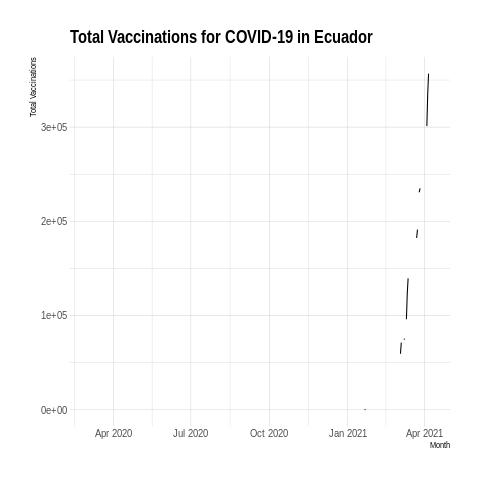 Total Vaccinations for COVID-19 in Ecuador
Total Vaccinations
3e+05
2e+05
1e+05
0e+00
Apr 2020 Jul 2020 Oct 2020 Jan 2021 Apr 2021
Month